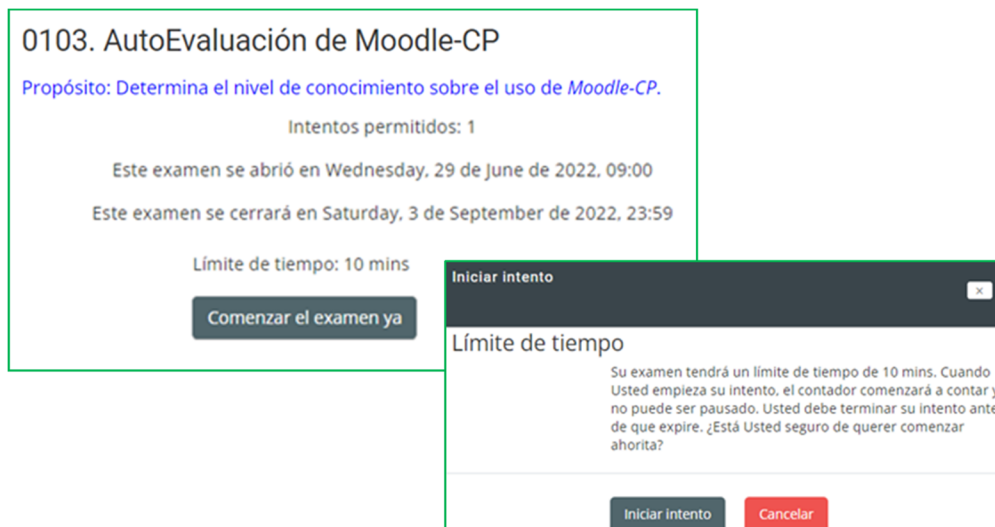 0103. AutoEvaluación de Moodle-CP
Propósito: Determina el nivel de conocimiento sobre el uso de Moodle-CP.
Intentos permitidos: 1
Este examen se abrió en Wednesday, 29 de June de 2022, 09:00
Este examen se cerrará en Saturday, 3 de September de 2022, 23:59
Límite de tiempo: 10 mins
Comenzar el examen ya
Iniciar intento
x
Límite de tiempo
Su examen tendrá un límite de tiempo de 10 mins. Cuando
Usted empieza su intento, el contador comenzará a contar y
no puede ser pausado. Usted debe terminar su intento ante
de que expire. ¿Está Usted seguro de querer comenzar
ahorita?
Iniciar intento
Cancelar